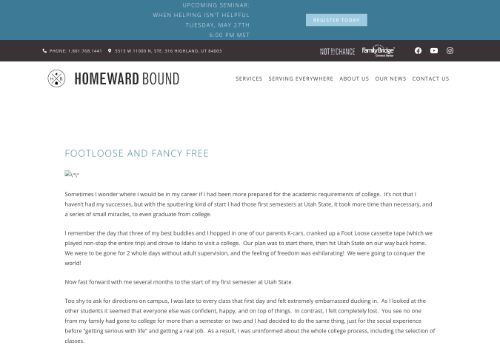 UPCOMING SEMINAR:
WHEN HELPING ISN'T HELPFUL
TUESDAY, MAY 27TH
6:00 PM MST
REGISTER TODAY
PHONE: 1.801.768.1441
5513 W 11000 N, STE. 316 HIGHLAND, UT 84003
NOT BY CHANCE
FamilyBridge
HOMEWARD BOUND
SERVICES SERVING EVERYWHERE ABOUT US OUR NEWS CONTACT US
FOOTLOOSE AND FANCY FREE
Sometimes I wonder where I would be in my career if I had been more prepared for the academic requirements of college. It's not that I
haven't had my successes, but with the sputtering kind of start I had those first semesters at Utah State, it took more time than necessary, and
a series of small miracles, to even graduate from college.
I remember the day that three of my best buddies and I hopped in one of our parents K-cars, cranked up a Foot Loose cassette tape (which we
played non-stop the entire trip) and drove to Idaho to visit a college. Our plan was to start there, then hit Utah State on our way back home.
We were to be gone for 2 whole days without adult supervision, and the feeling of freedom was exhilarating! We were going to conquer the
world!
Now fast forward with me several months to the start of my first semester at Utah State.
Too shy to ask for directions on campus, I was late to every class that first day and felt extremely embarrassed ducking in. As I looked at the
other students it seemed that everyone else was confident, happy, and on top of things. In contrast, I felt completely lost. You see no one
from my family had gone to college for more than a semester or two and I had decided to do the same thing, just for the social experience
before "getting serious with life" and getting a real job. As a result, I was uninformed about the whole college process, including the selection of
classes.